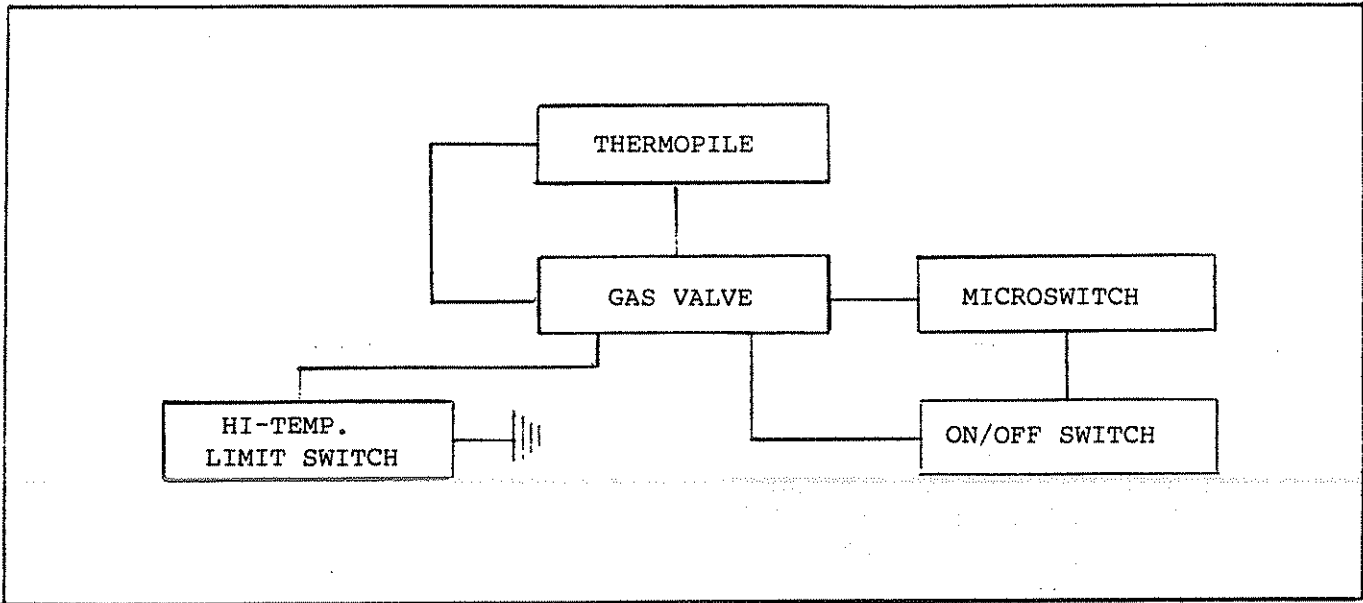 THERMOPILE
GAS VALVE
MICROSWITCH
HI-TEMP.
LIMIT SWITCH
ON/OFF SWITCH